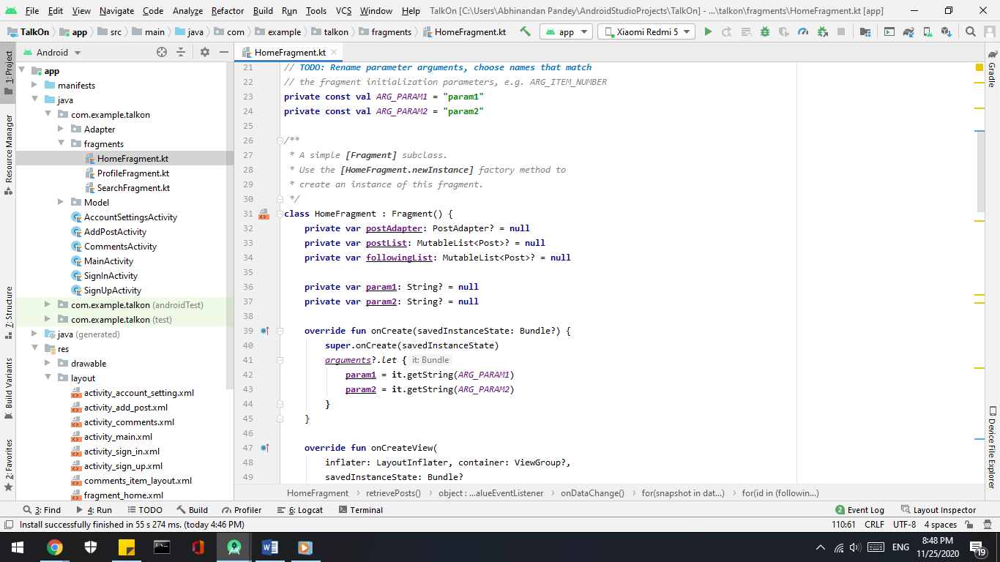 File Edit View Navigate Code Analyze Refactor Build Run Tools VCS Window Help TalkOn [C:\Users\Abhinandan Pandey\AndroidStudioProjects\TalkOn] - ...\talkon\fragments\HomeFragment.kt [app]
TalkOn app src main java com example talkon fragments HomeFragment.kt app Xiaomi Redmi 5
1: Project
Resource Manager
7: Structure
Build Variants
2: Favorites
Android
app
manifests
java
com.example.talkon
Adapter
fragments
HomeFragment.kt
ProfileFragment.kt
SearchFragment.kt
Model
AccountSettingsActivity
AddPostActivity
CommentsActivity
MainActivity
SignInActivity
SignUpActivity
com.example.talkon (androidTest)
com.example.talkon (test)
java (generated)
res
drawable
layout
activity_account_setting.xml
activity_add_post.xml
activity_comments.xml
activity_main.xml
activity_sign_in.xml
activity_sign_up.xml
comments_item_layout.xml
fragment_home.xml
HomeFragment.kt
21 // TODO: Rename parameter arguments, choose names that match
22 // the fragment initialization parameters, e.g. ARG_ITEM_NUMBER
23 private const val ARG_PARAM1 = "param1"
24 private const val ARG_PARAM2 = "param2"
25
26 /**
27 * A simple [Fragment] subclass.
28 * Use the [HomeFragment.newInstance] factory method to
29 * create an instance of this fragment.
30 */
31 class HomeFragment : Fragment() {
32 private var postAdapter: PostAdapter? = null
33 private var postList: MutableList<Post>? = null
34 private var followingList: MutableList<Post>? = null
35
36 private var param1: String? = null
37 private var param2: String? = null
38
39 override fun onCreate(savedInstanceState: Bundle?) {
40 super.onCreate(savedInstanceState)
41 arguments?.let { it: Bundle
42 param1 = it.getString(ARG_PARAM1)
43 param2 = it.getString(ARG_PARAM2)
44 }
45 }
46
47 override fun onCreateView(
48 inflater: LayoutInflater, container: ViewGroup?,
49 savedInstanceState: Bundle?
HomeFragment retrievePosts() object : ...alueEventListener onDataChange() for(snapshot in dat...) for(id in (followin...)
Gradle
Device File Explorer
3: Find 4: Run TODO Build Profiler 6: Logcat Terminal 2 Event Log Layout Inspector
Install successfully finished in 55 s 274 ms. (today 4:46 PM) 110:61 CRLF UTF-8 4 spaces
ENG 8:48 PM
11/25/2020
19